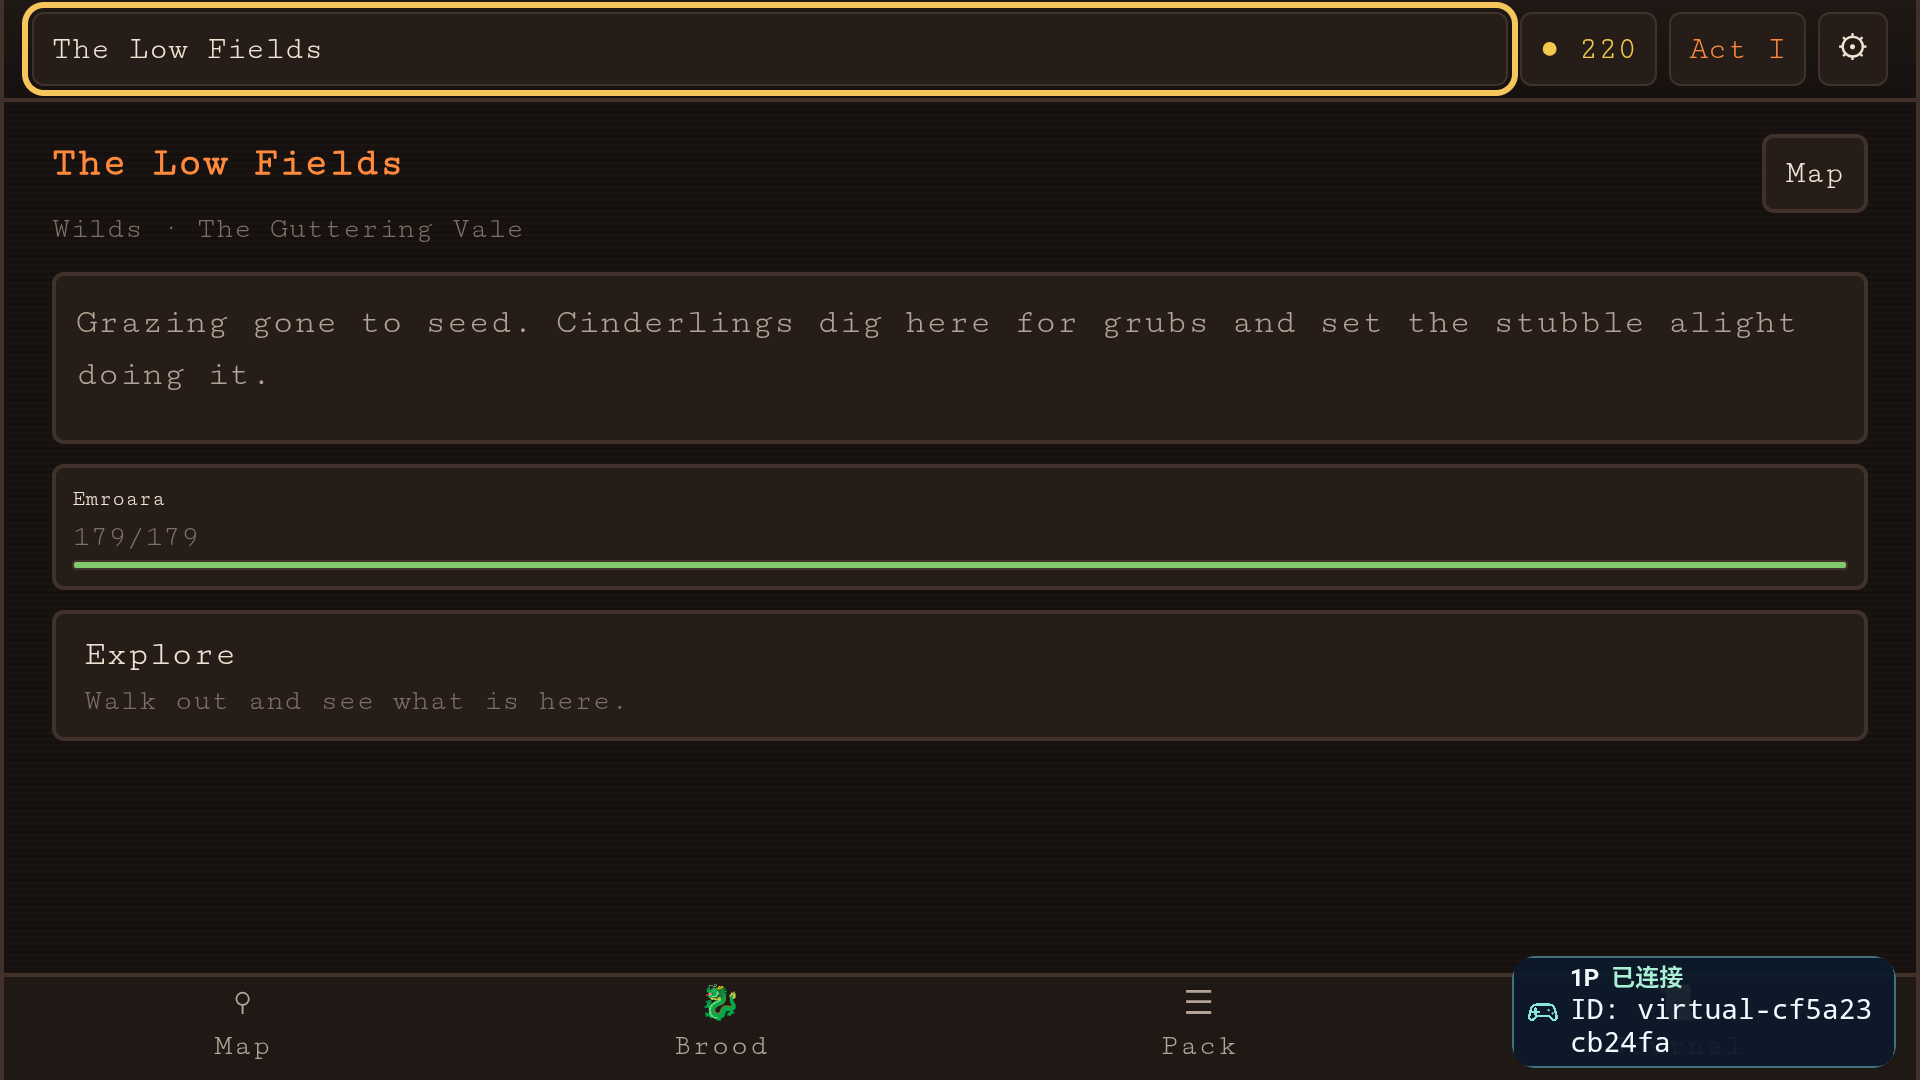 The Low Fields
220
Act I
The Low Fields
Map
Wilds · The Guttering Vale
Grazing gone to seed. Cinderlings dig here for grubs and set the stubble alight
doing it.
Emroara
179/179
Explore
Walk out and see what is here.
Map
Brood
Pack
1P 已连接
ID: virtual-cf5a23
cb24fa